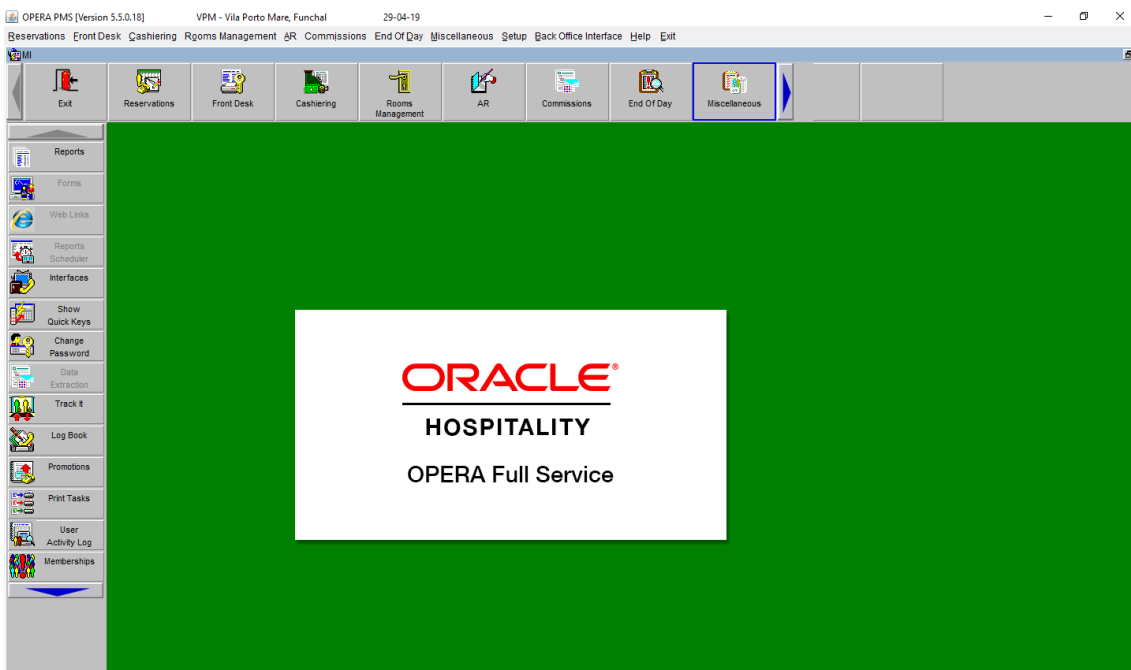 OPERA PMS [Version 5.5.0.18] VPM - Vila Porto Mare, Funchal 29-04-19
Reservations Front Desk Cashiering Rooms Management AR Commissions End Of Day Miscellaneous Setup Back Office Interface Help Exit
MI
Exit
Reservations
Front Desk
Cashiering
Rooms
Management
AR
Commissions
End Of Day
Miscellaneous
Reports
Forms
Web Links
Reports
Scheduler
Interfaces
Show
Quick Keys
Change
Password
Data
Extraction
Track It
Log Book
Promotions
Print Tasks
User
Activity Log
Memberships
ORACLE®
HOSPITALITY
OPERA Full Service